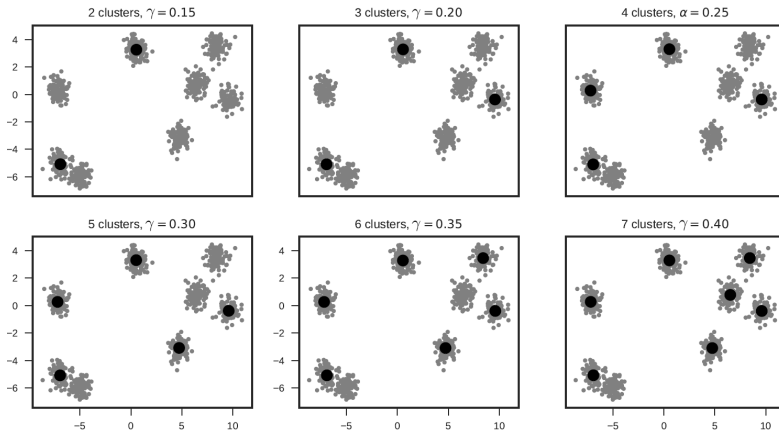 2 clusters, γ = 0.15
3 clusters, γ = 0.20
4 clusters, α = 0.25
4
2
0
−2
−4
−6
5 clusters, γ = 0.30
6 clusters, γ = 0.35
7 clusters, γ = 0.40
4
2
0
−2
−4
−6
−5 0 5 10
−5 0 5 10
−5 0 5 10